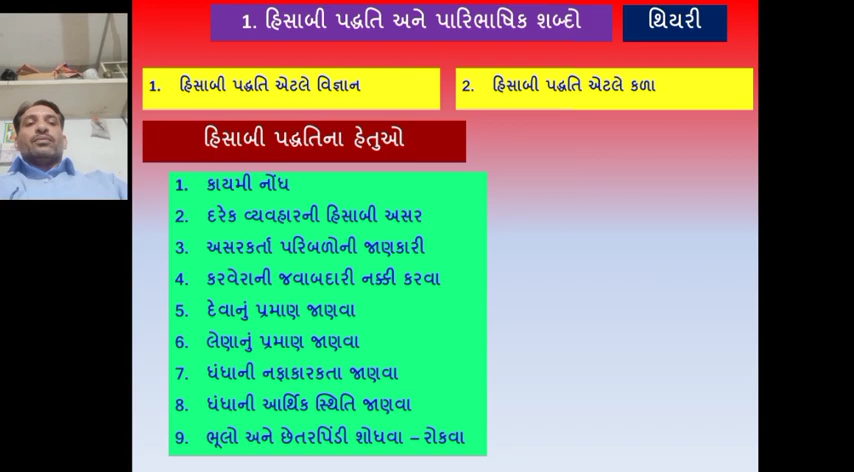 1. હિસાબી પદ્ધતિ અને પારિભાષિક શબ્દો
થિયરી
1. હિસાબી પદ્ધતિ એટલે વિજ્ઞાન
2. હિસાબી પદ્ધતિ એટલે કળા
હિસાબી પદ્ધતિના હેતુઓ
1. કાયમી નોંધ
2. દરેક વ્યવહારની હિસાબી અસર
3. અસરકર્તા પરિબળોની જાણકારી
4. કરવેરાની જવાબદારી નક્કી કરવા
5. દેવાનું પ્રમાણ જાણવા
6. લેણાનું પ્રમાણ જાણવા
7. ધંધાની નફાકારકતા જાણવા
8. ધંધાની આર્થિક સ્થિતિ જાણવા
9. ભૂલો અને છેતરપિંડી શોધવા – રોકવા